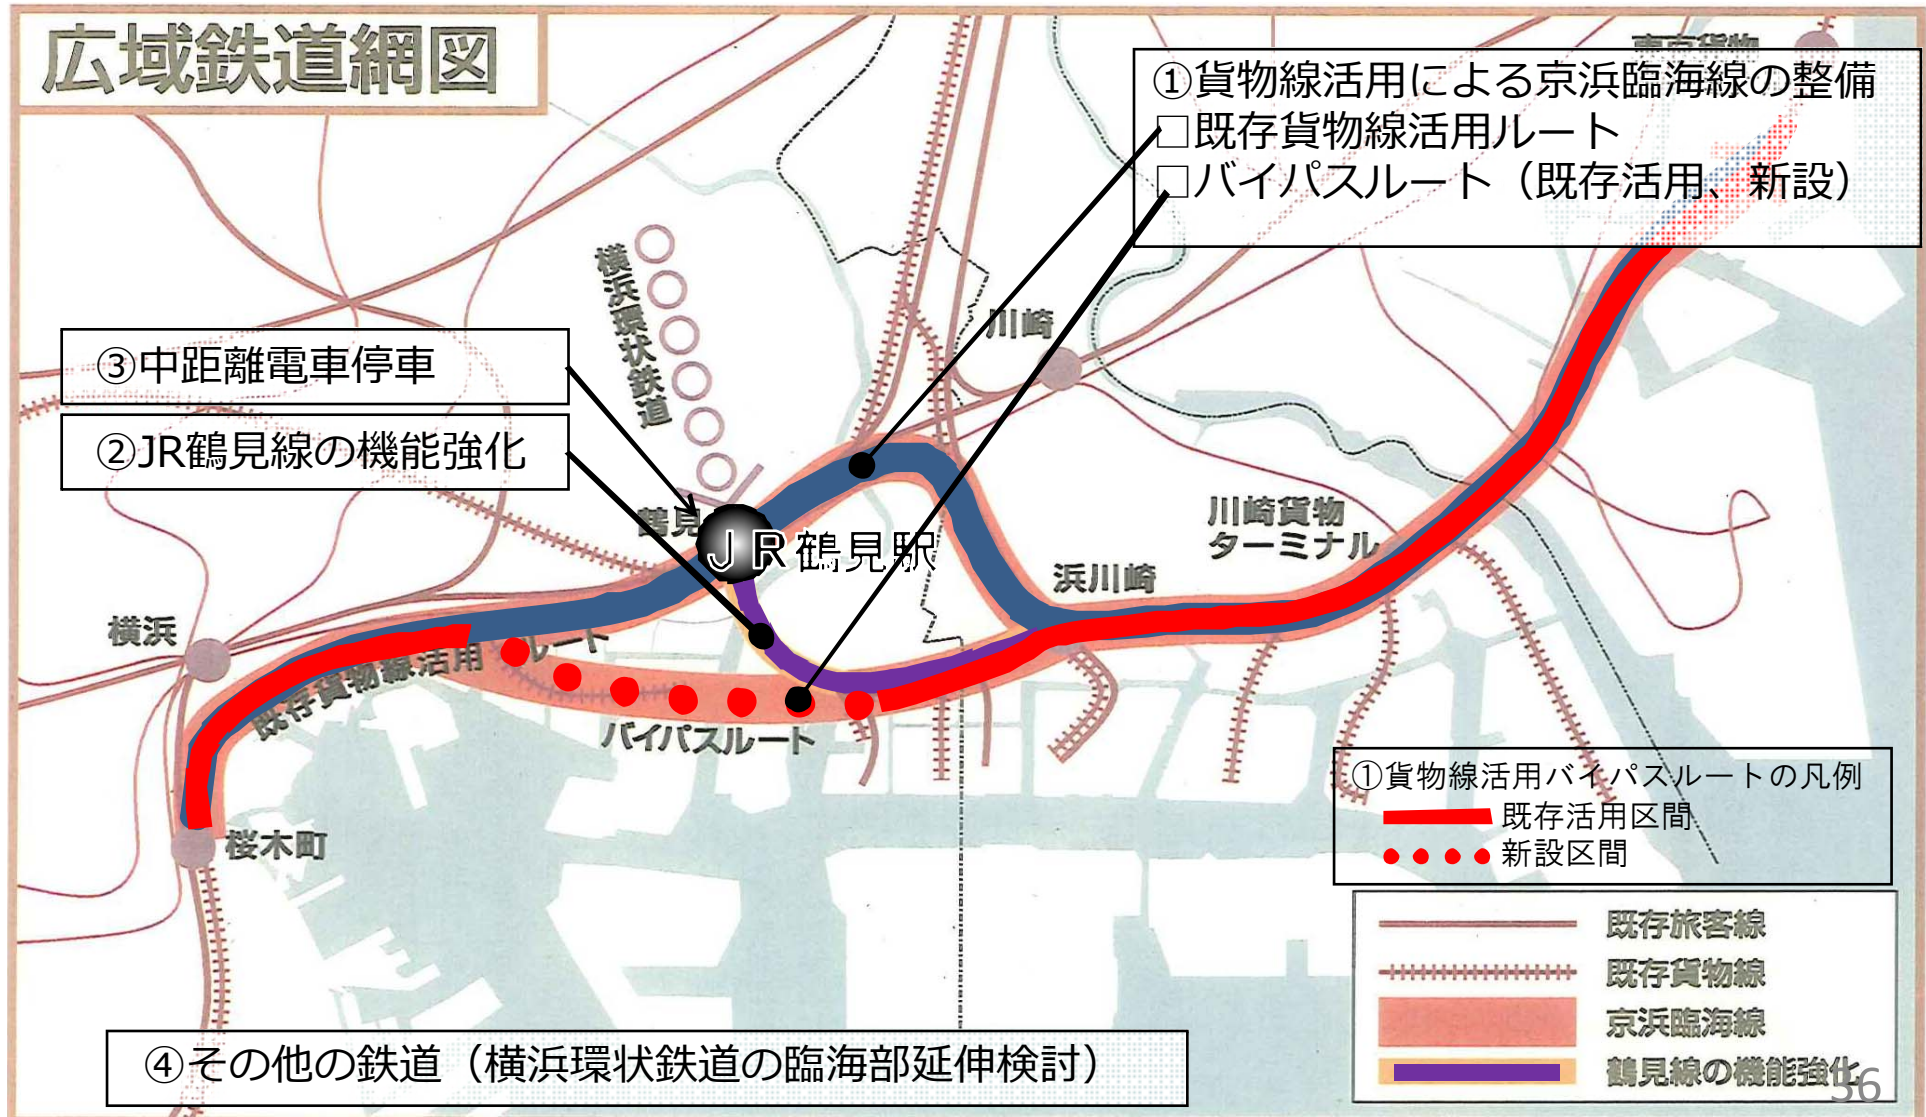 広域鉄道網図
①貨物線活用による京浜臨海線の整備
□既存貨物線活用ルート
□バイパスルート（既存活用、新設）
横浜環状鉄道
川崎
③中距離電車停車
②JR鶴見線の機能強化
鶴見
ＪＲ鶴見駅
川崎貨物
ターミナル
浜川崎
横浜
既存貨物線活用ルート
バイパスルート
桜木町
①貨物線活用バイパスルートの凡例
既存活用区間
新設区間
既存旅客線
既存貨物線
京浜臨海線
鶴見線の機能強化
④その他の鉄道（横浜環状鉄道の臨海部延伸検討）
36